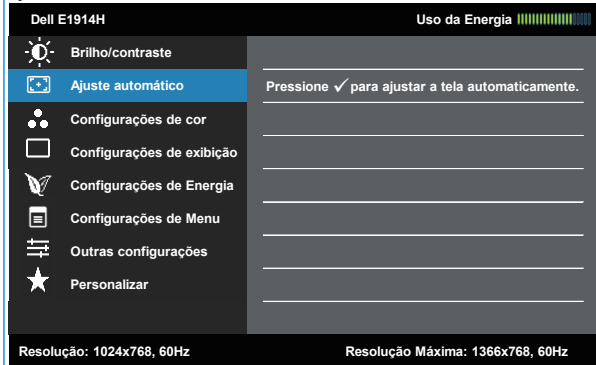 Dell E1914H Uso da Energia
Brilho/contraste
Ajuste automático Pressione ✓ para ajustar a tela automaticamente.
Configurações de cor
Configurações de exibição
Configurações de Energia
Configurações de Menu
Outras configurações
Personalizar
Resolução: 1024x768, 60Hz Resolução Máxima: 1366x768, 60Hz